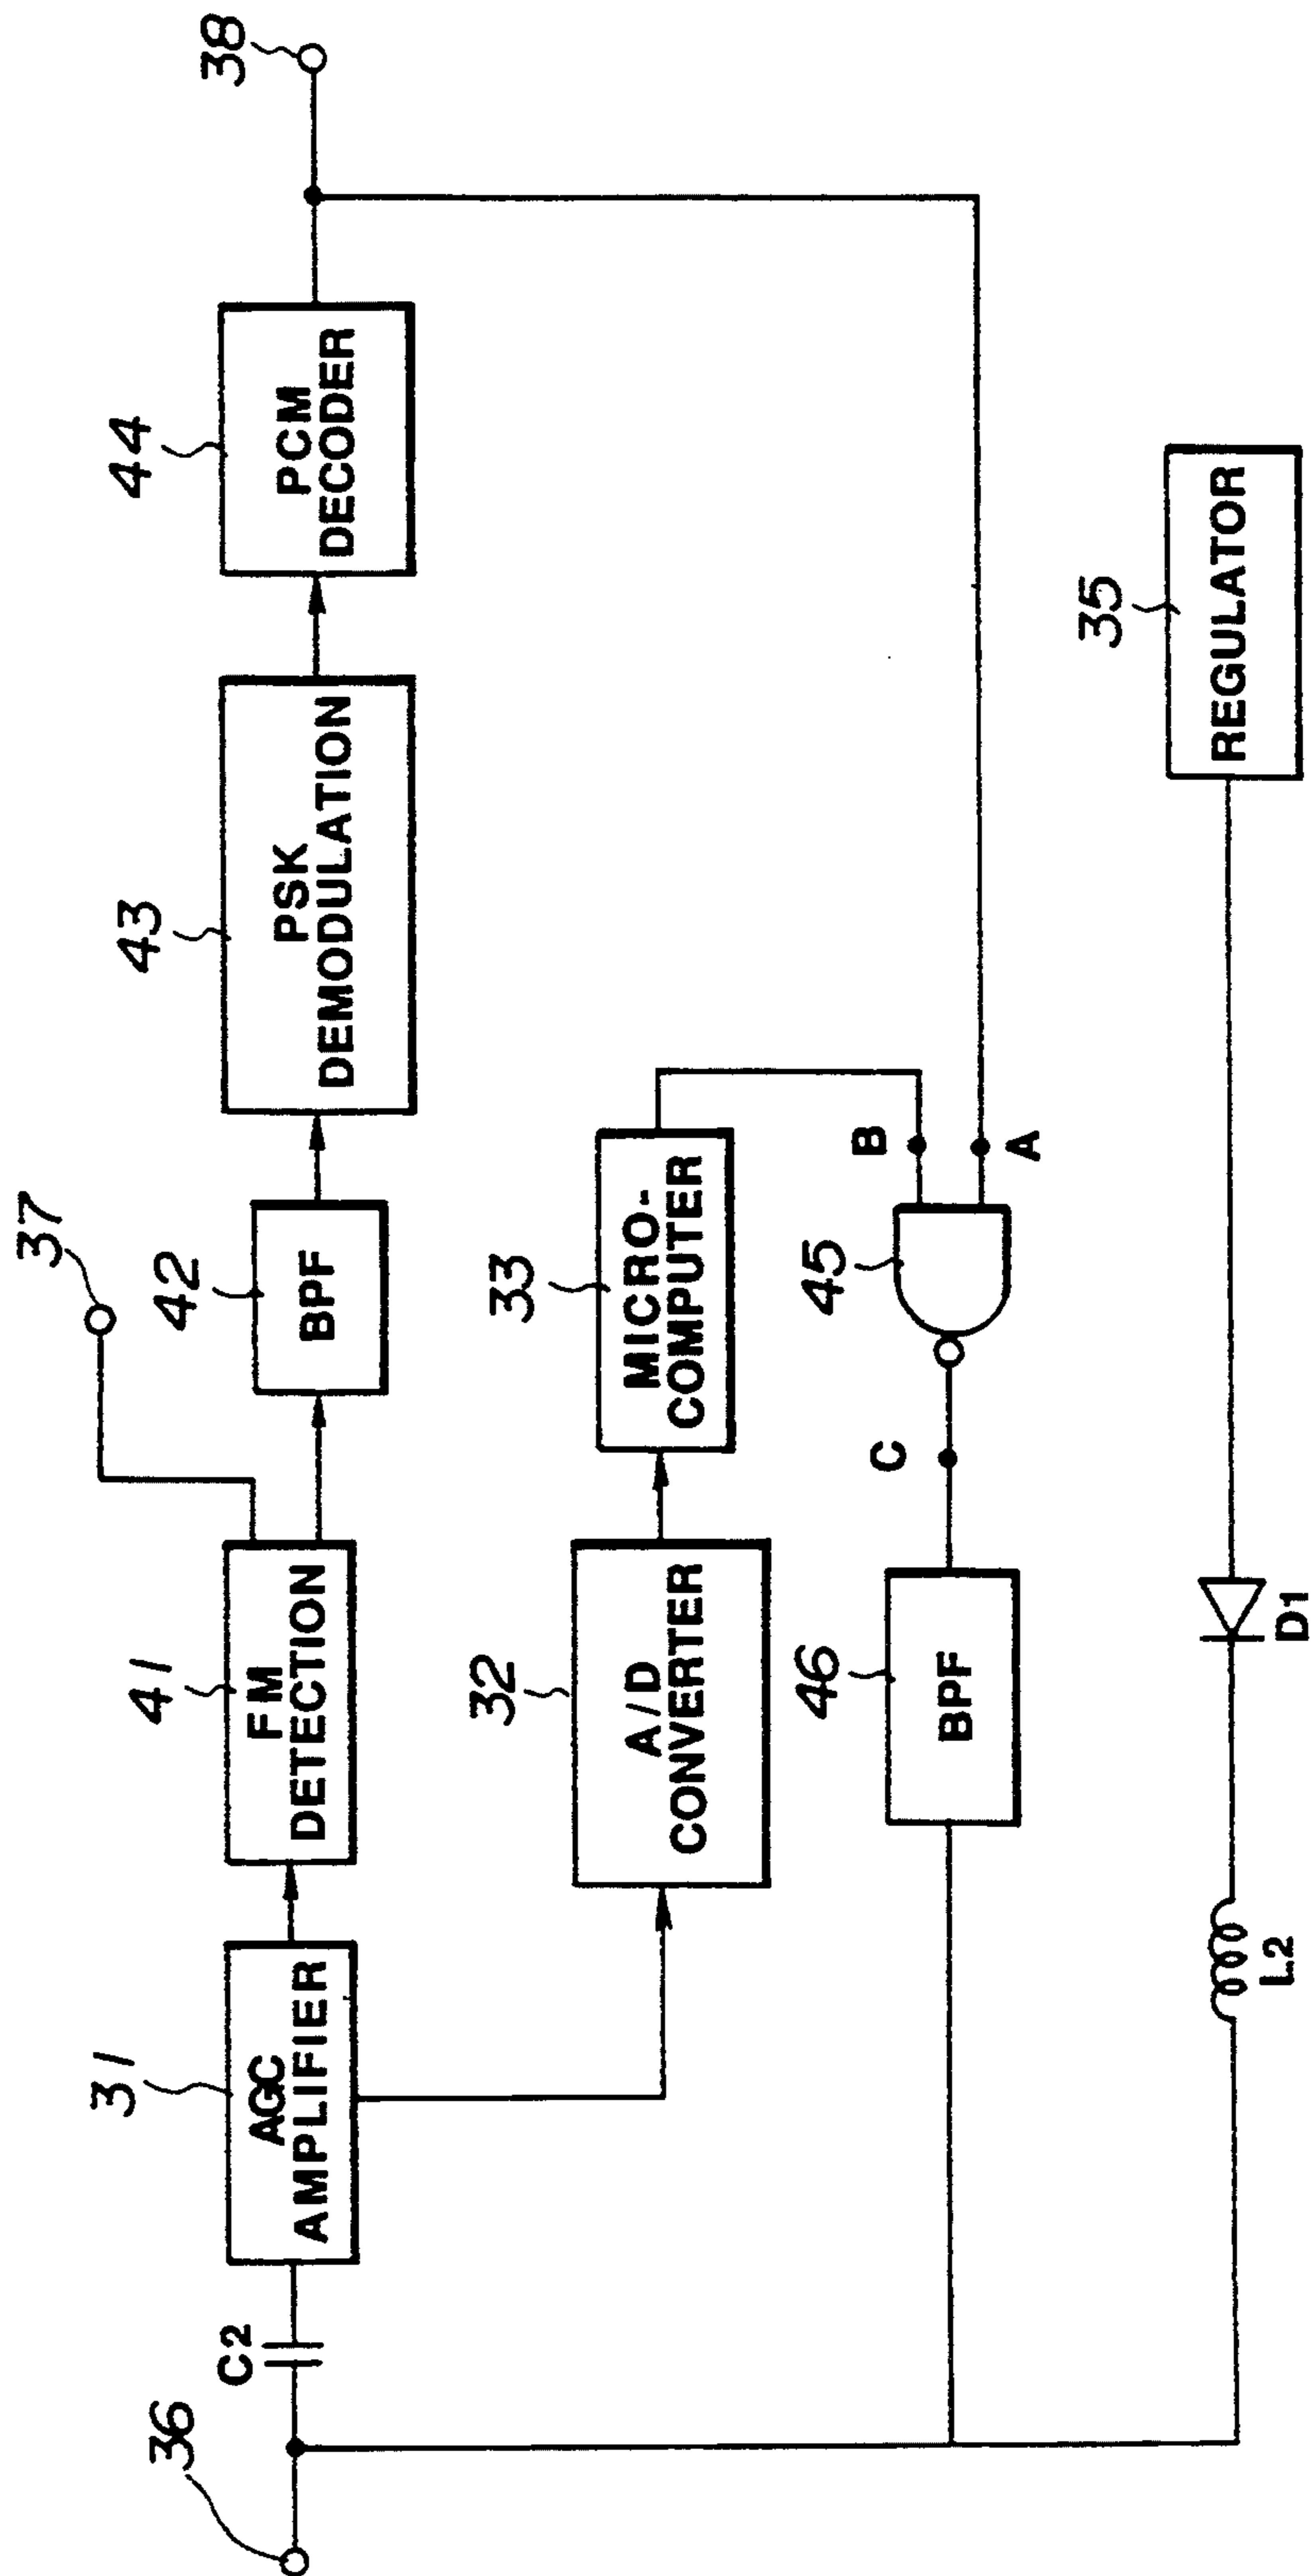 36
C2
31
AGC
AMPLIFIER
41
FM
DETECTION
37
42
BPF
43
PSK
DEMODULATION
44
PCM
DECODER
38
32
A/D
CONVERTER
33
MICRO-
COMPUTER
B
A
45
C
46
BPF
L2
D1
35
REGULATOR